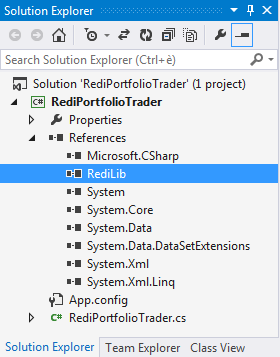 Solution Explorer
Search Solution Explorer (Ctrl+è)
Solution 'RediPortfolioTrader' (1 project)
C# RediPortfolioTrader
Properties
References
Microsoft.CSharp
RediLib
System
System.Core
System.Data
System.Data.DataSetExtensions
System.Xml
System.Xml.Linq
App.config
C# RediPortfolioTrader.cs
Solution Explorer Team Explorer Class View